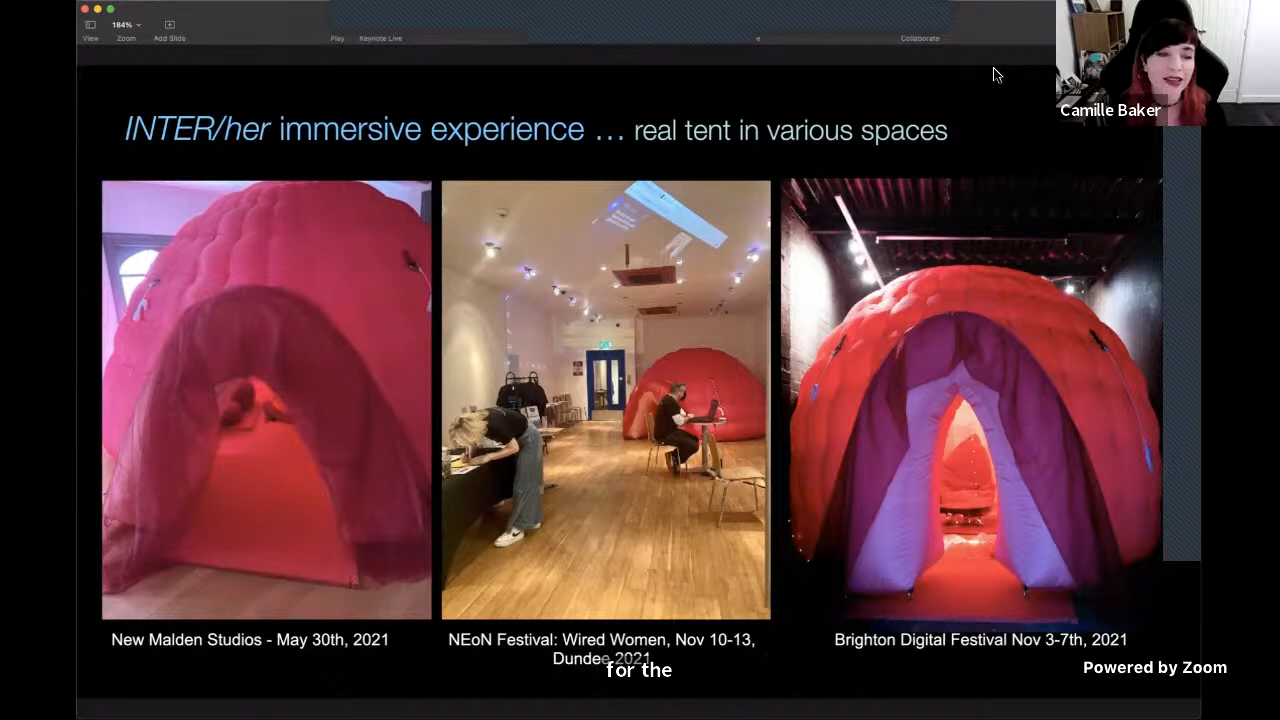 184%
View
Zoom
Add Slide
Play
Keynote Live
e
Collaborate
Camille Baker
INTER/her immersive experience … real tent in various spaces
New Malden Studios - May 30th, 2021
NEoN Festival: Wired Women, Nov 10-13,
Dundee 2021
Brighton Digital Festival Nov 3-7th, 2021
for the
Powered by Zoom